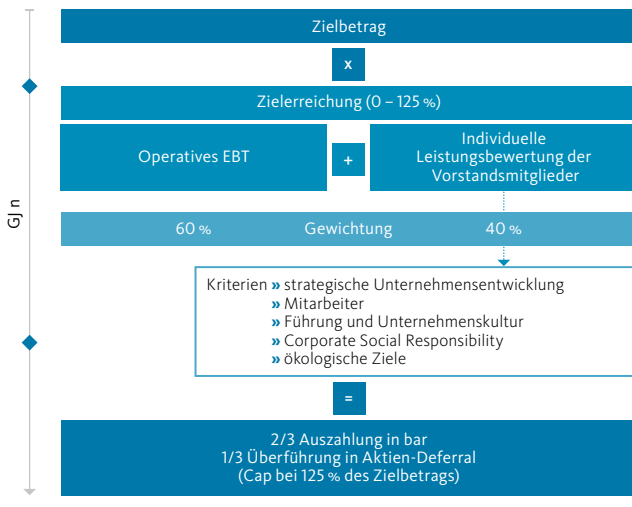 Zielbetrag
x
Zielerreichung (0 – 125 %)
Operatives EBT
+
Individuelle
Leistungsbewertung der
Vorstandsmitglieder
GJ n
60 % Gewichtung 40 %
Kriterien » strategische Unternehmensentwicklung
» Mitarbeiter
» Führung und Unternehmenskultur
» Corporate Social Responsibility
» ökologische Ziele
=
2/3 Auszahlung in bar
1/3 Überführung in Aktien-Deferral
(Cap bei 125 % des Zielbetrags)